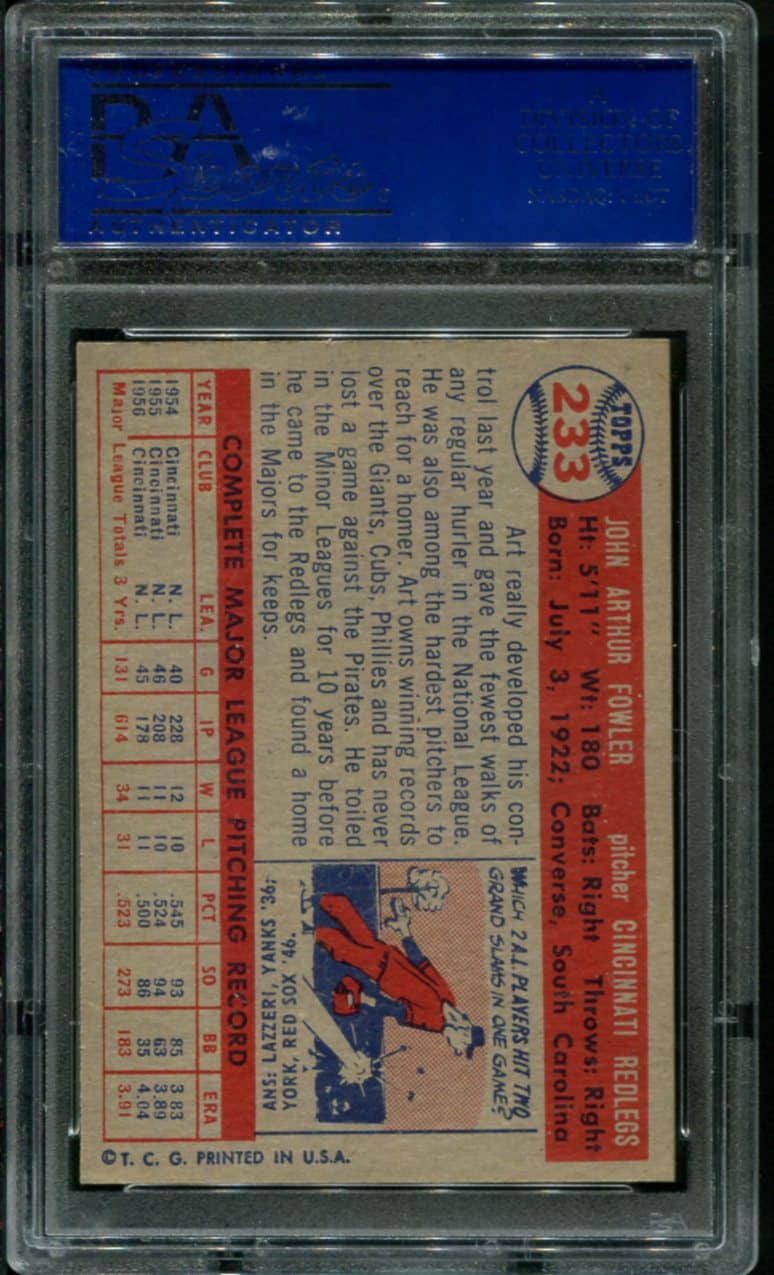 PROFESSIONAL
PSA
Sports
AUTHENTICATOR
A
DIVISION OF
COLLECTORS
UNIVERSE
NASDAQ: CLCT
TOPPS
233
JOHN ARTHUR FOWLER pitcher CINCINNATI REDLEGS
Ht: 5'11" Wt: 180 Bats: Right Throws: Right
Born: July 3, 1922; Converse, South Carolina
Art really developed his con-
trol last year and gave the fewest walks of
any regular hurler in the National League.
He was also among the hardest pitchers to
reach for a homer. Art owns winning records
over the Giants, Cubs, Phillies and has never
lost a game against the Pirates. He toiled
in the Minor Leagues for 10 years before
he came to the Redlegs and found a home
in the Majors for keeps.
WHICH 2 A.L. PLAYERS HIT TWO
GRAND SLAMS IN ONE GAME?
ANS: LAZZER, YANKS '36;
YORK, RED SOX '46.
COMPLETE MAJOR LEAGUE PITCHING RECORD
YEAR CLUB LEA. G IP W L PCT SO BB ERA
1954 Cincinnati N. L. 40 228 12 10 .545 93 85 3.83
1955 Cincinnati N. L. 46 208 11 10 .524 94 63 3.89
1956 Cincinnati N. L. 45 178 11 11 .500 86 35 4.04
Major League Totals 3 Yrs. 131 614 34 31 .523 273 183 3.91
© T. C. G. PRINTED IN U.S.A.